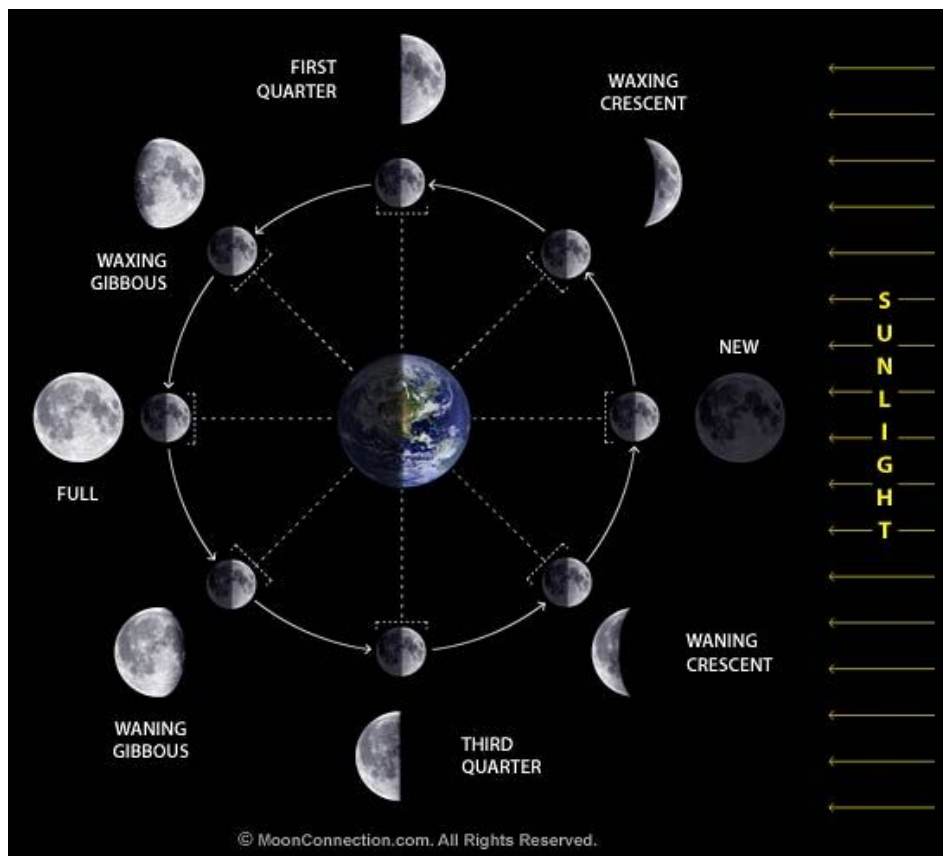 FIRST
QUARTER
WAXING
CRESCENT
WAXING
GIBBOUS
NEW
SUNLIGHT
FULL
WANING
CRESCENT
WANING
GIBBOUS
THIRD
QUARTER
© MoonConnection.com. All Rights Reserved.